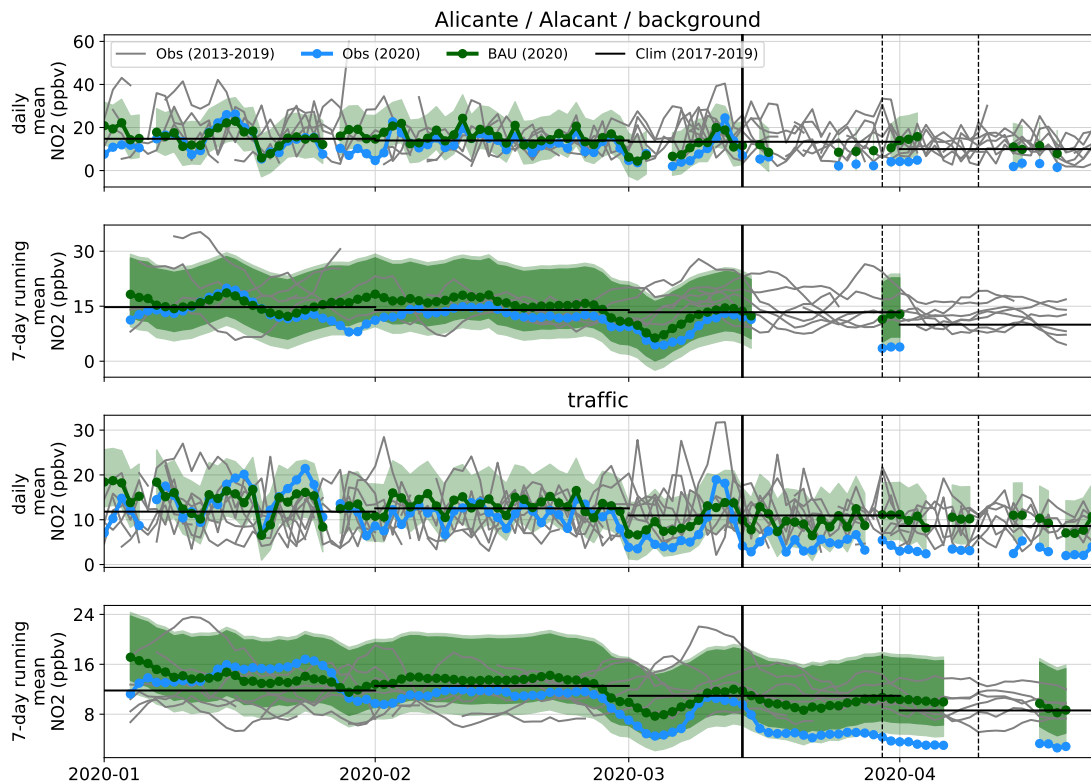 Alicante / Alacant / background
Obs (2013-2019) Obs (2020) BAU (2020) Clim (2017-2019)
daily
mean
NO2 (ppbv)
60
40
20
0
7-day running
mean
NO2 (ppbv)
30
15
0
traffic
daily
mean
NO2 (ppbv)
30
20
10
0
7-day running
mean
NO2 (ppbv)
24
16
8
2020-01 2020-02 2020-03 2020-04